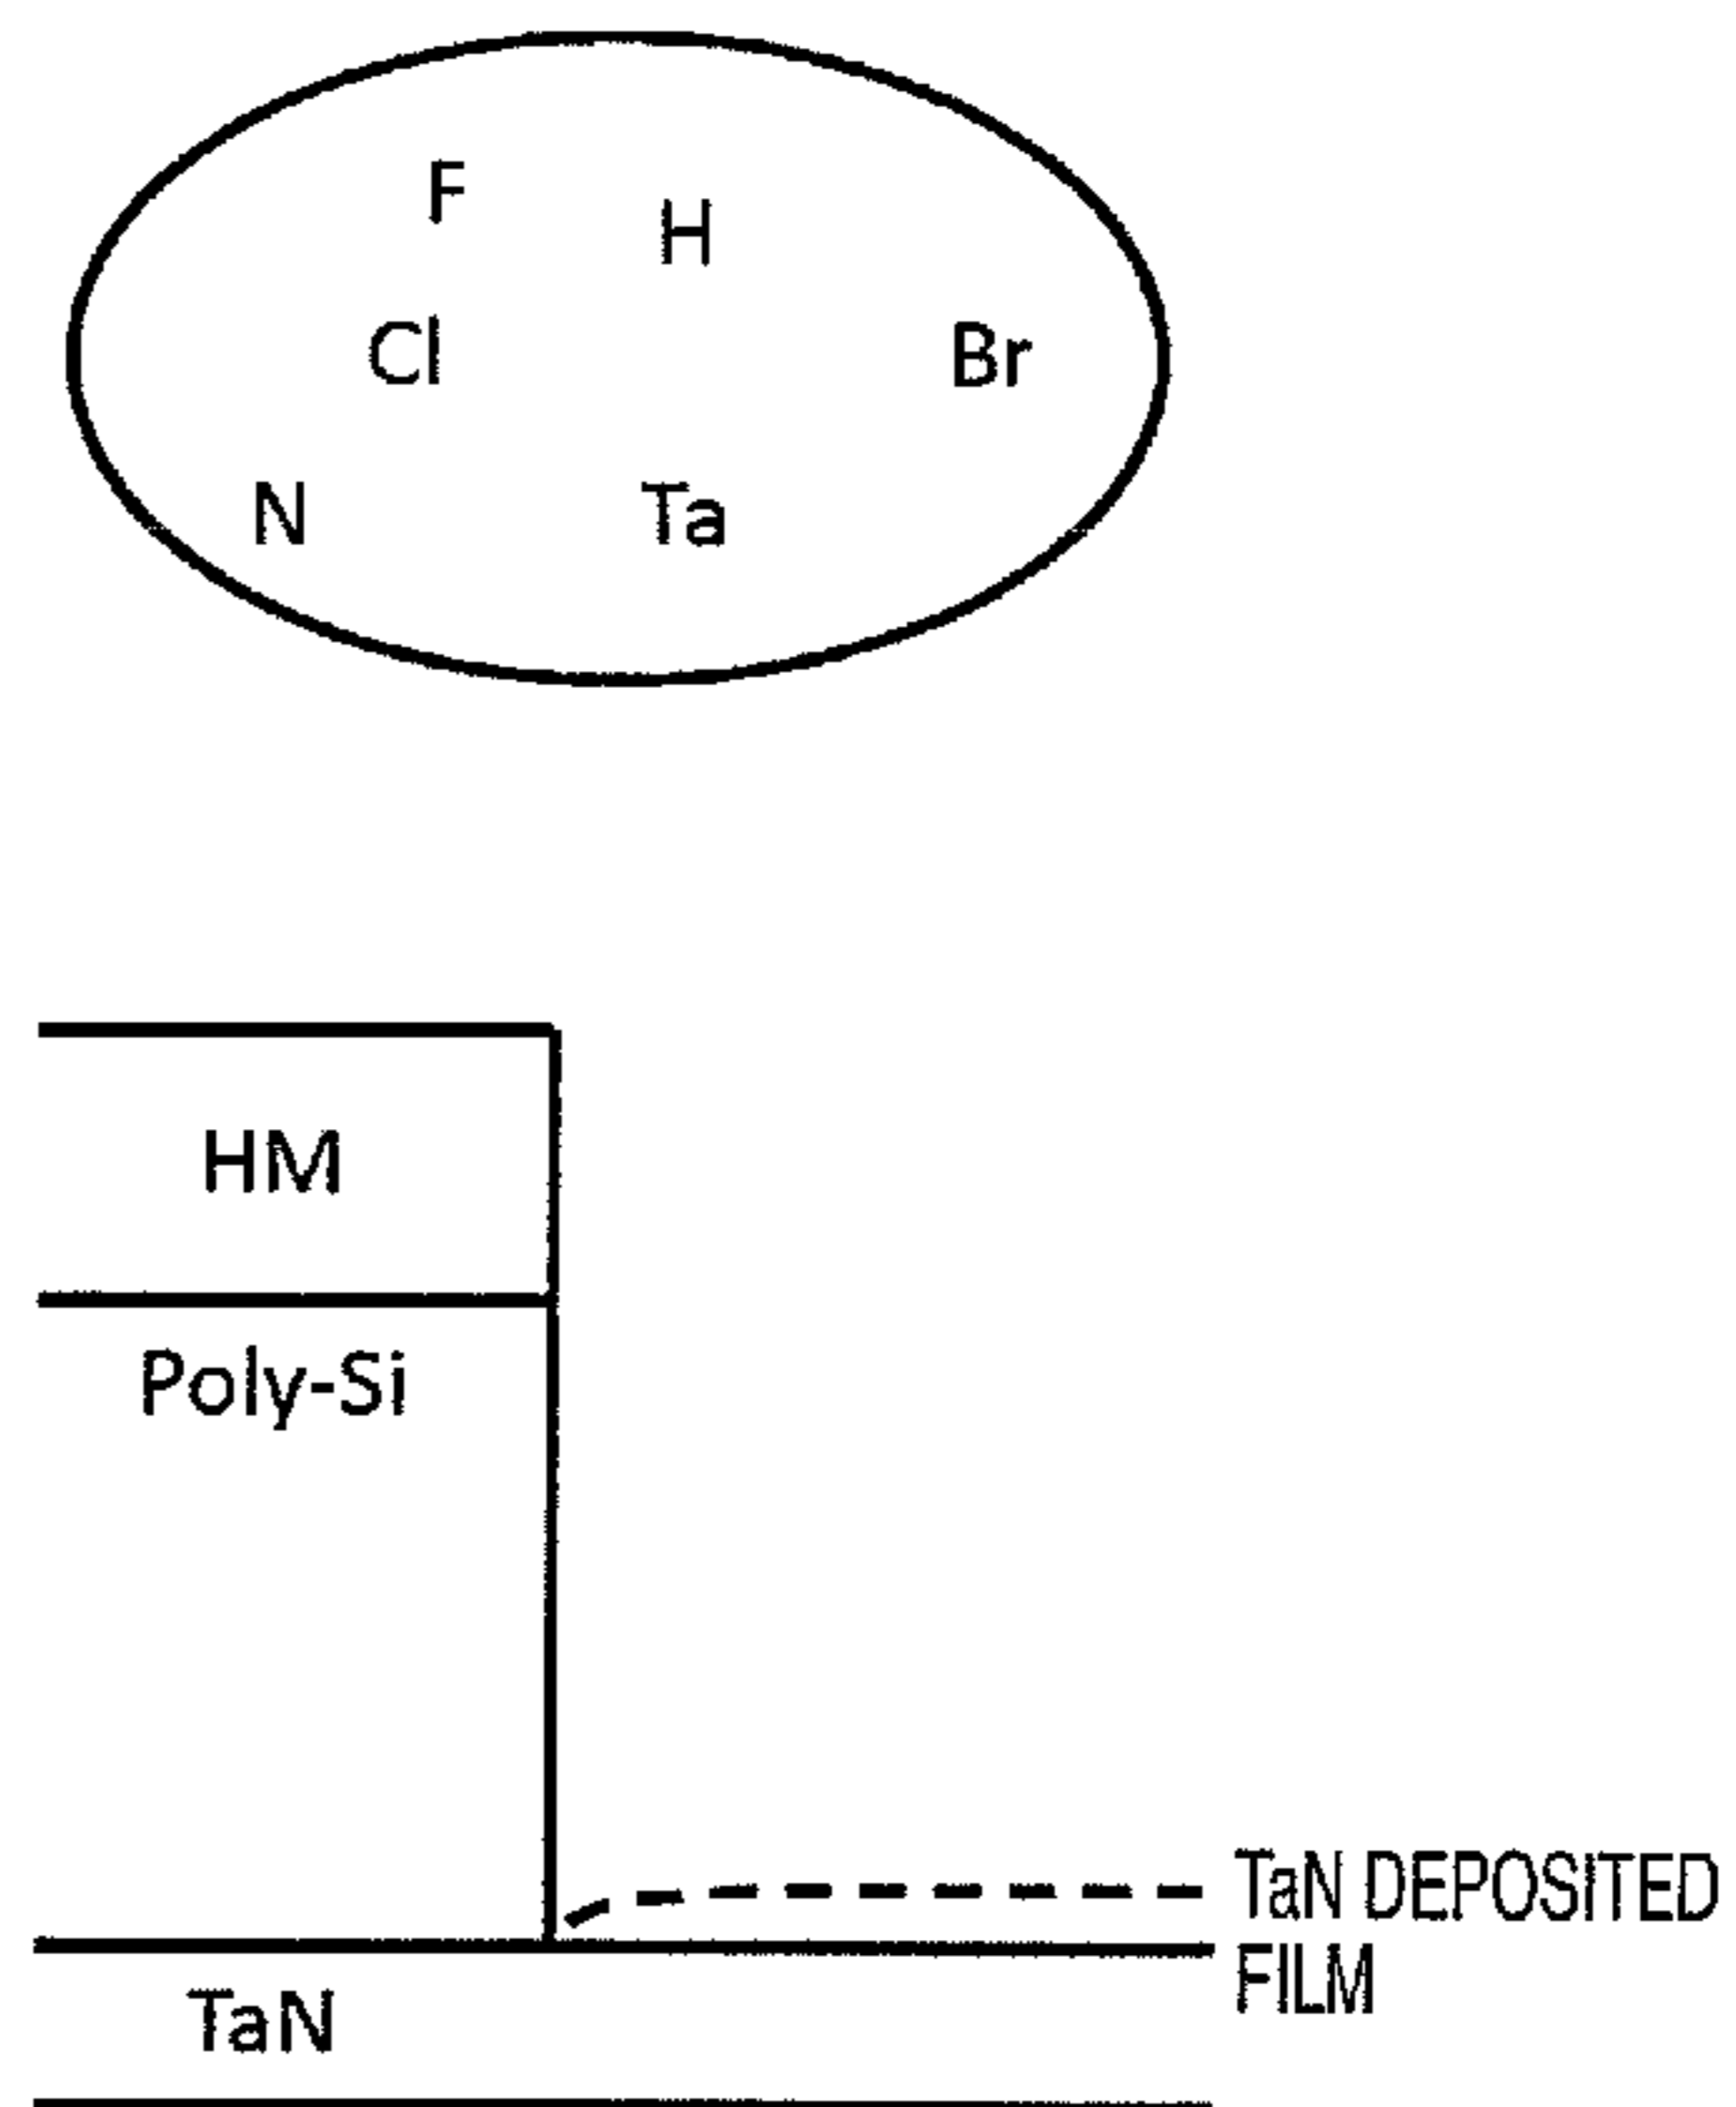 F
H
Cl
Br
N
Ta
HM
Poly-Si
TaN DEPOSITED
FILM
TaN